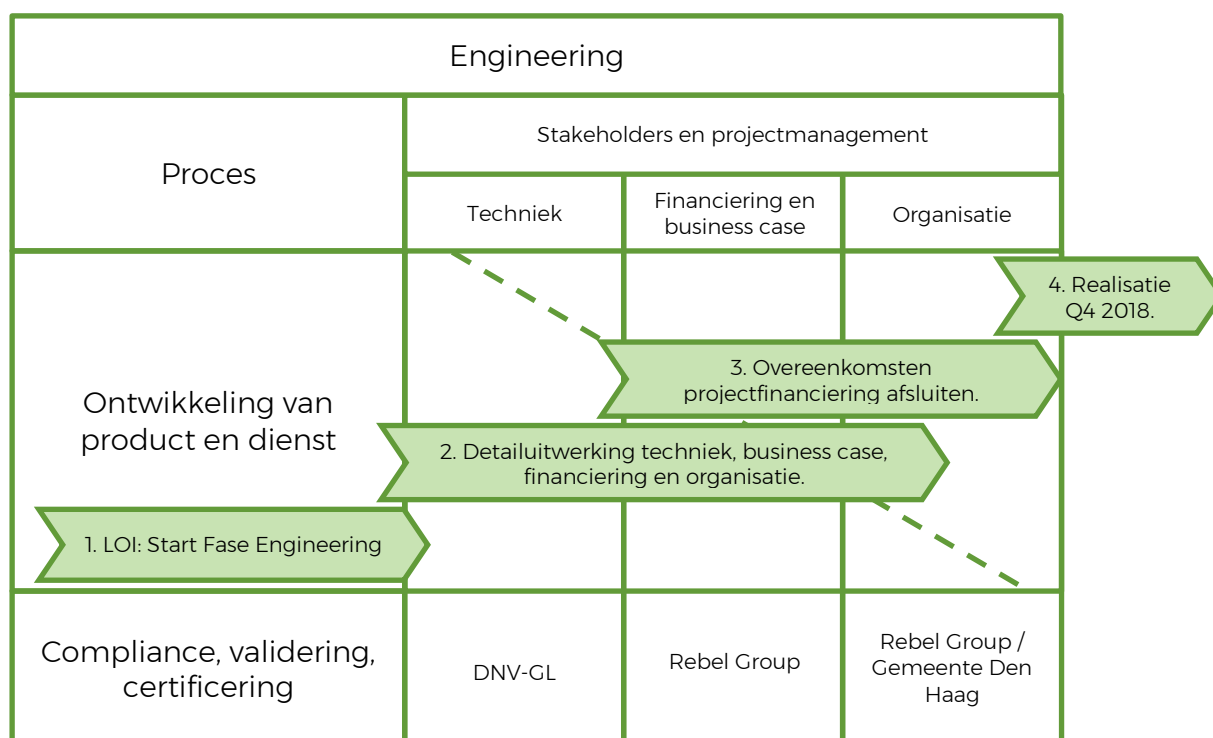 Engineering
Proces
Stakeholders en projectmanagement
Techniek
Financiering en
business case
Organisatie
4. Realisatie
Q4 2018.
3. Overeenkomsten
projectfinanciering afsluiten.
Ontwikkeling van
product en dienst
2. Detailuitwerking techniek, business case,
financiering en organisatie.
1. LOI: Start Fase Engineering
Compliance, validering,
certificering
DNV-GL
Rebel Group
Rebel Group /
Gemeente Den
Haag